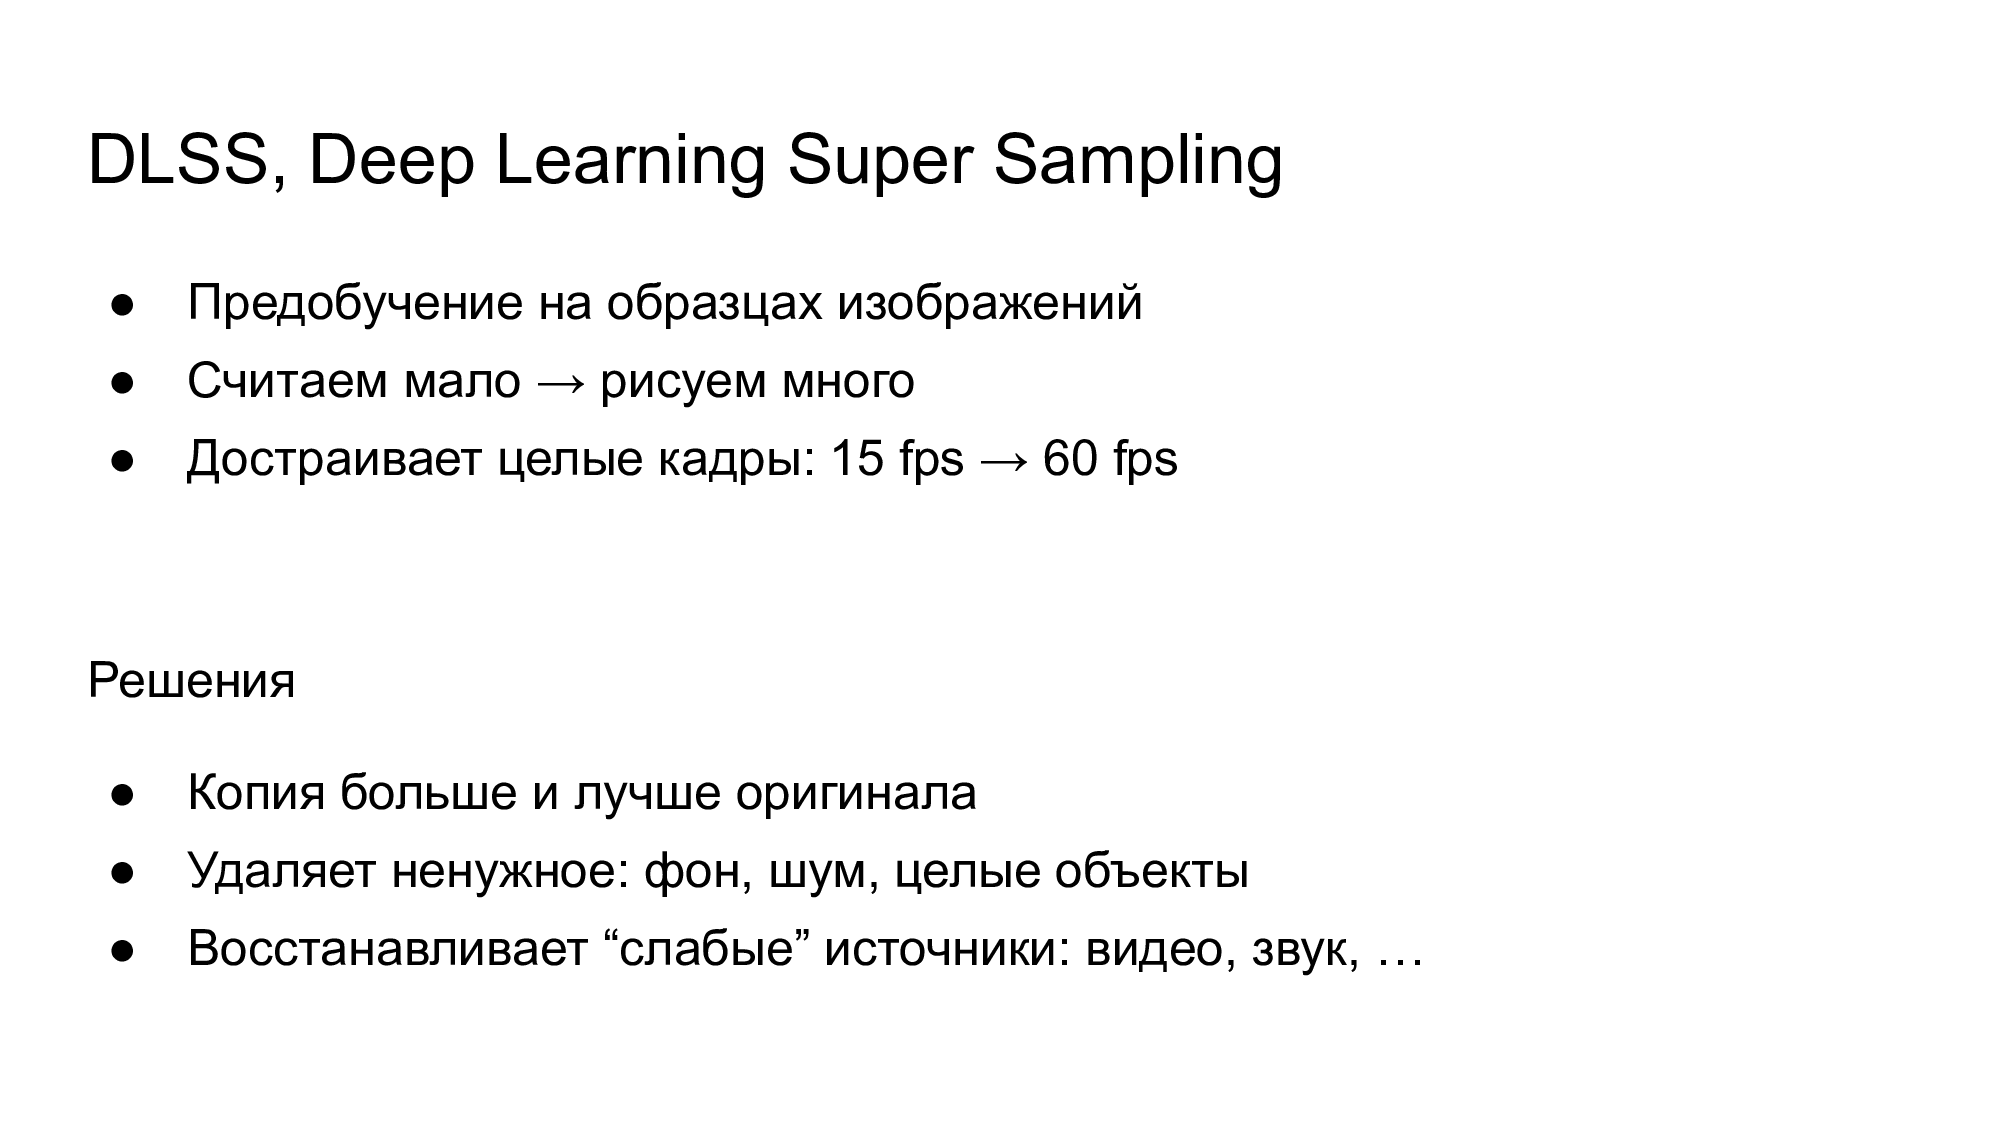 DLSS, Deep Learning Super Sampling
● Предобучение на образцах изображений
● Считаем мало → рисуем много
● Достраивает целые кадры: 15 fps → 60 fps
Решения
● Копия больше и лучше оригинала
● Удаляет ненужное: фон, шум, целые объекты
● Восстанавливает “слабые” источники: видео, звук, …